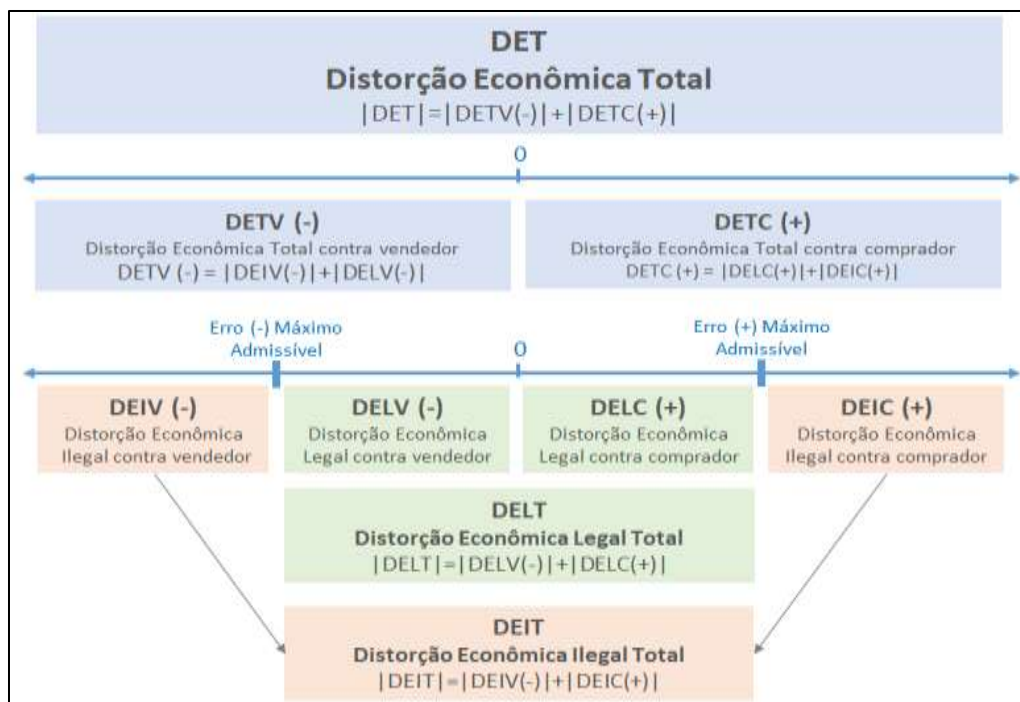 DET
Distorção Econômica Total
|DET|=|DETV(-)|+|DETC(+)|
0
DETV (-)
Distorção Econômica Total contra vendedor
DETV (-) = |DEIV(-)|+|DELV(-)|
DETC (+)
Distorção Econômica Total contra comprador
DETC (+) = |DELC(+)|+|DEIC(+)|
Erro (-) Máximo
Admissível
0
Erro (+) Máximo
Admissível
DEIV (-)
Distorção Econômica
Ilegal contra vendedor
DELV (-)
Distorção Econômica
Legal contra vendedor
DELC (+)
Distorção Econômica
Legal contra comprador
DEIC (+)
Distorção Econômica
Ilegal contra comprador
DELT
Distorção Econômica Legal Total
|DELT|=|DELV(-)|+|DELC(+)|
DEIT
Distorção Econômica Ilegal Total
|DEIT|=|DEIV(-)|+|DEIC(+)|